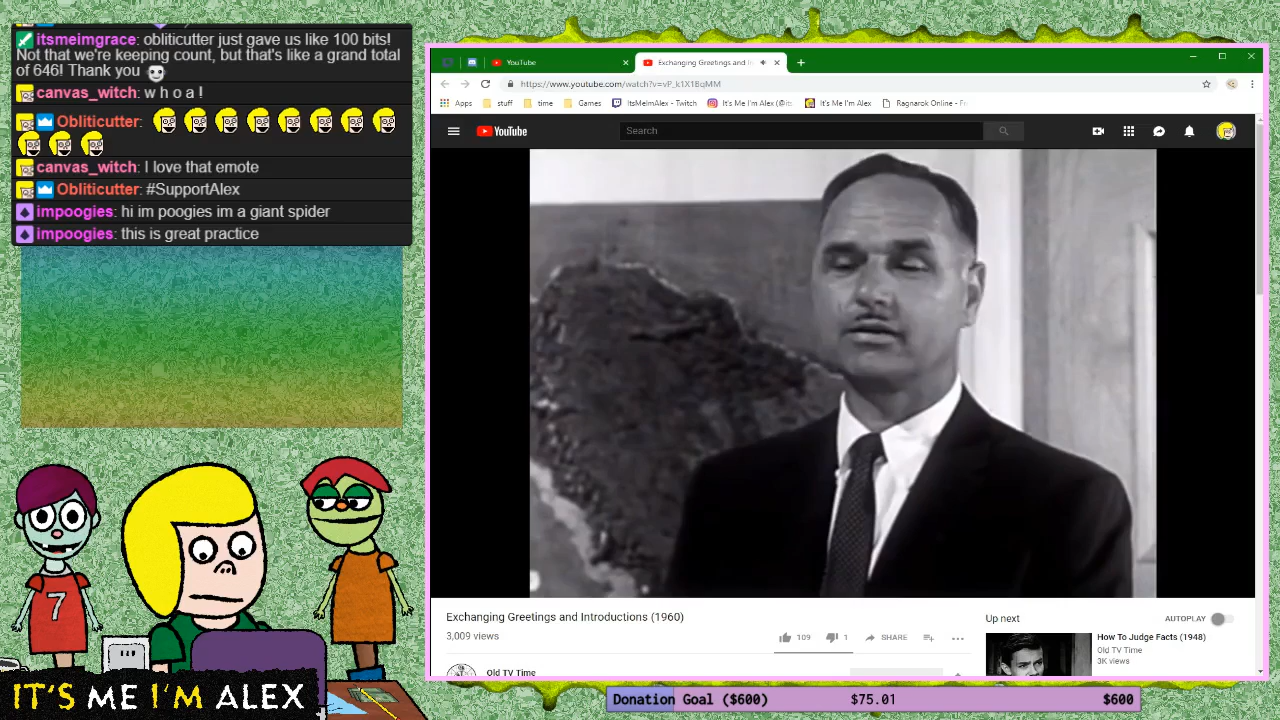 itsmeimgrace: obliticutter just gave us like 100 bits!
Not that we're keeping count, but that's like a grand total
of 646! Thank you
canvas_witch: w h o a !
Obliticutter:
canvas_witch: I love that emote
Obliticutter: #SupportAlex
impoogies: hi im poogies im a giant spider
impoogies: this is great practice
YouTube
Exchanging Greetings and In
https://www.youtube.com/watch?v=vP_k1X1BqMM
Apps stuff time Games ItsMeImAlex - Twitch It's Me I'm Alex (@its It's Me I'm Alex Ragnarok Online - Fr
YouTube
Search
Exchanging Greetings and Introductions (1960)
3,009 views
109 1 SHARE
Old TV Time
Up next AUTOPLAY
How To Judge Facts (1948)
Old TV Time
3K views
7
IT'S ME I'M ALEX
Donation Goal ($600) $75.01 $600